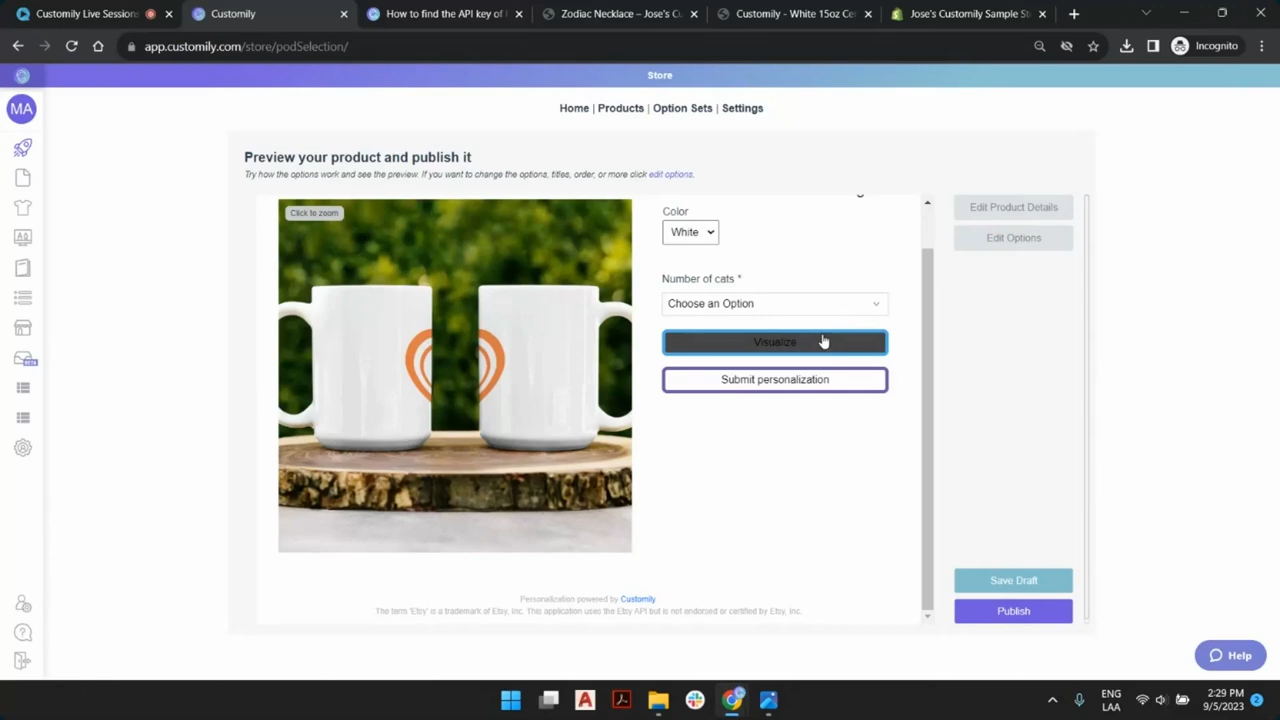 Customily Live Sessions
Customily
How to find the API key of
Zodiac Necklace – Jose's Cu
Customily - White 15oz Cer
Jose's Customily Sample St
app.customily.com/store/podSelection/
Incognito
Store
MA
Home | Products | Option Sets | Settings
Preview your product and publish it
Try how the options work and see the preview. If you want to change the options, titles, order, or more click edit options.
Click to zoom
Color
White
Number of cats *
Choose an Option
Visualize
Submit personalization
Edit Product Details
Edit Options
Save Draft
Publish
Personalization powered by Customily
The term 'Etsy' is a trademark of Etsy, Inc. This application uses the Etsy API but is not endorsed or certified by Etsy, Inc.
Help
ENG
LAA
2:29 PM
9/5/2023
2